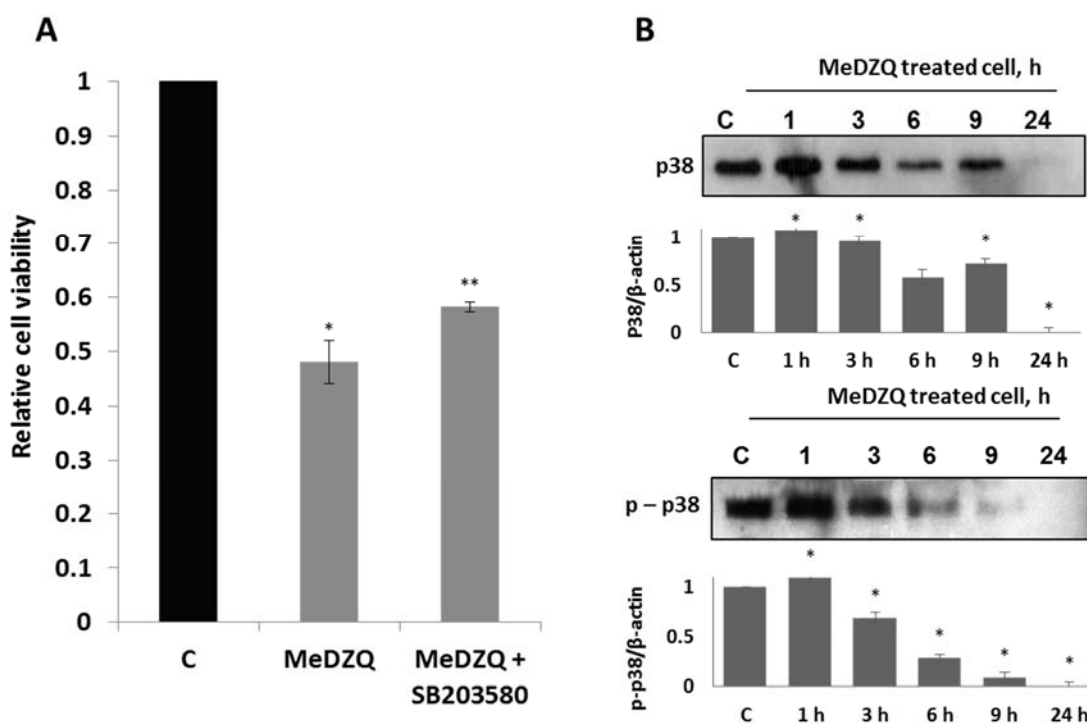 A
1
0.9
0.8
0.7
0.6
0.5
0.4
0.3
0.2
0.1
0
Relative cell viability
*
**
C MeDZQ MeDZQ +
SB203580
B
MeDZQ treated cell, h
C 1 3 6 9 24
p38
P38/β-actin
1
0.5
0
* * * *
C 1 h 3 h 6 h 9 h 24 h
MeDZQ treated cell, h
C 1 3 6 9 24
p – p38
p-p38/β-actin
1
0.5
0
* * * * *
C 1 h 3 h 6 h 9 h 24 h